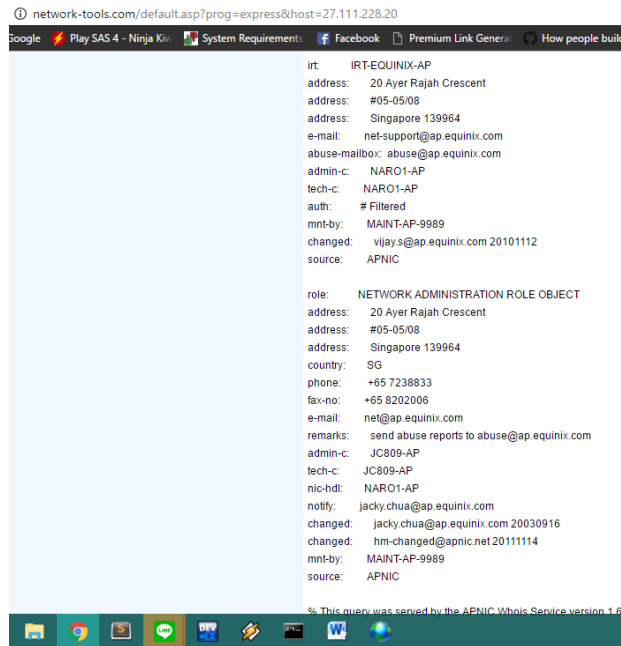 network-tools.com/default.asp?prog=express&host=27.111.228.20
Google Play SAS 4 - Ninja Kiw System Requirements Facebook Premium Link Genera How people buil
irt: IRT-EQUINIX-AP
address: 20 Ayer Rajah Crescent
address: #05-05/08
address: Singapore 139964
e-mail: net-support@ap.equinix.com
abuse-mailbox: abuse@ap.equinix.com
admin-c: NARO1-AP
tech-c: NARO1-AP
auth: # Filtered
mnt-by: MAINT-AP-9989
changed: vijay.s@ap.equinix.com 20101112
source: APNIC
role: NETWORK ADMINISTRATION ROLE OBJECT
address: 20 Ayer Rajah Crescent
address: #05-05/08
address: Singapore 139964
country: SG
phone: +65 7238833
fax-no: +65 8202006
e-mail: net@ap.equinix.com
remarks: send abuse reports to abuse@ap.equinix.com
admin-c: JC809-AP
tech-c: JC809-AP
nic-hdl: NARO1-AP
notify: jacky.chua@ap.equinix.com
changed: jacky.chua@ap.equinix.com 20030916
changed: hm-changed@apnic.net 20111114
mnt-by: MAINT-AP-9989
source: APNIC
% This query was served by the APNIC Whois Service version 1.6
LINE DEV W